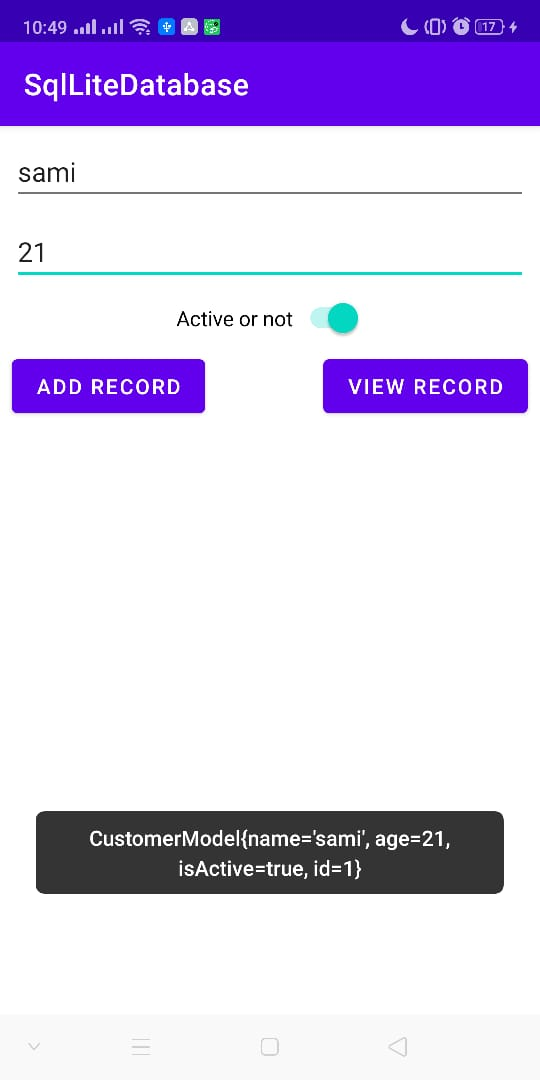 10:49
17
SqlLiteDatabase
sami
21
Active or not
ADD RECORD
VIEW RECORD
CustomerModel{name='sami', age=21,
isActive=true, id=1}